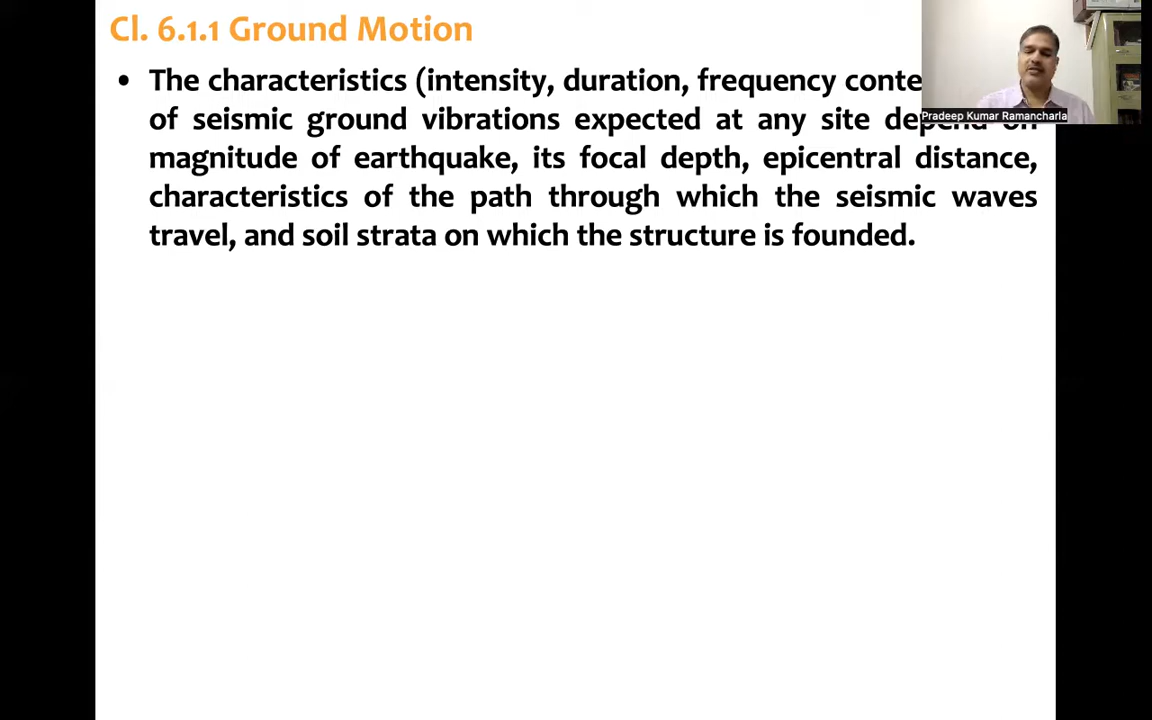 Cl. 6.1.1 Ground Motion
• The characteristics (intensity, duration, frequency conte
of seismic ground vibrations expected at any site depend on
magnitude of earthquake, its focal depth, epicentral distance,
characteristics of the path through which the seismic waves
travel, and soil strata on which the structure is founded.
Pradeep Kumar Ramancharla